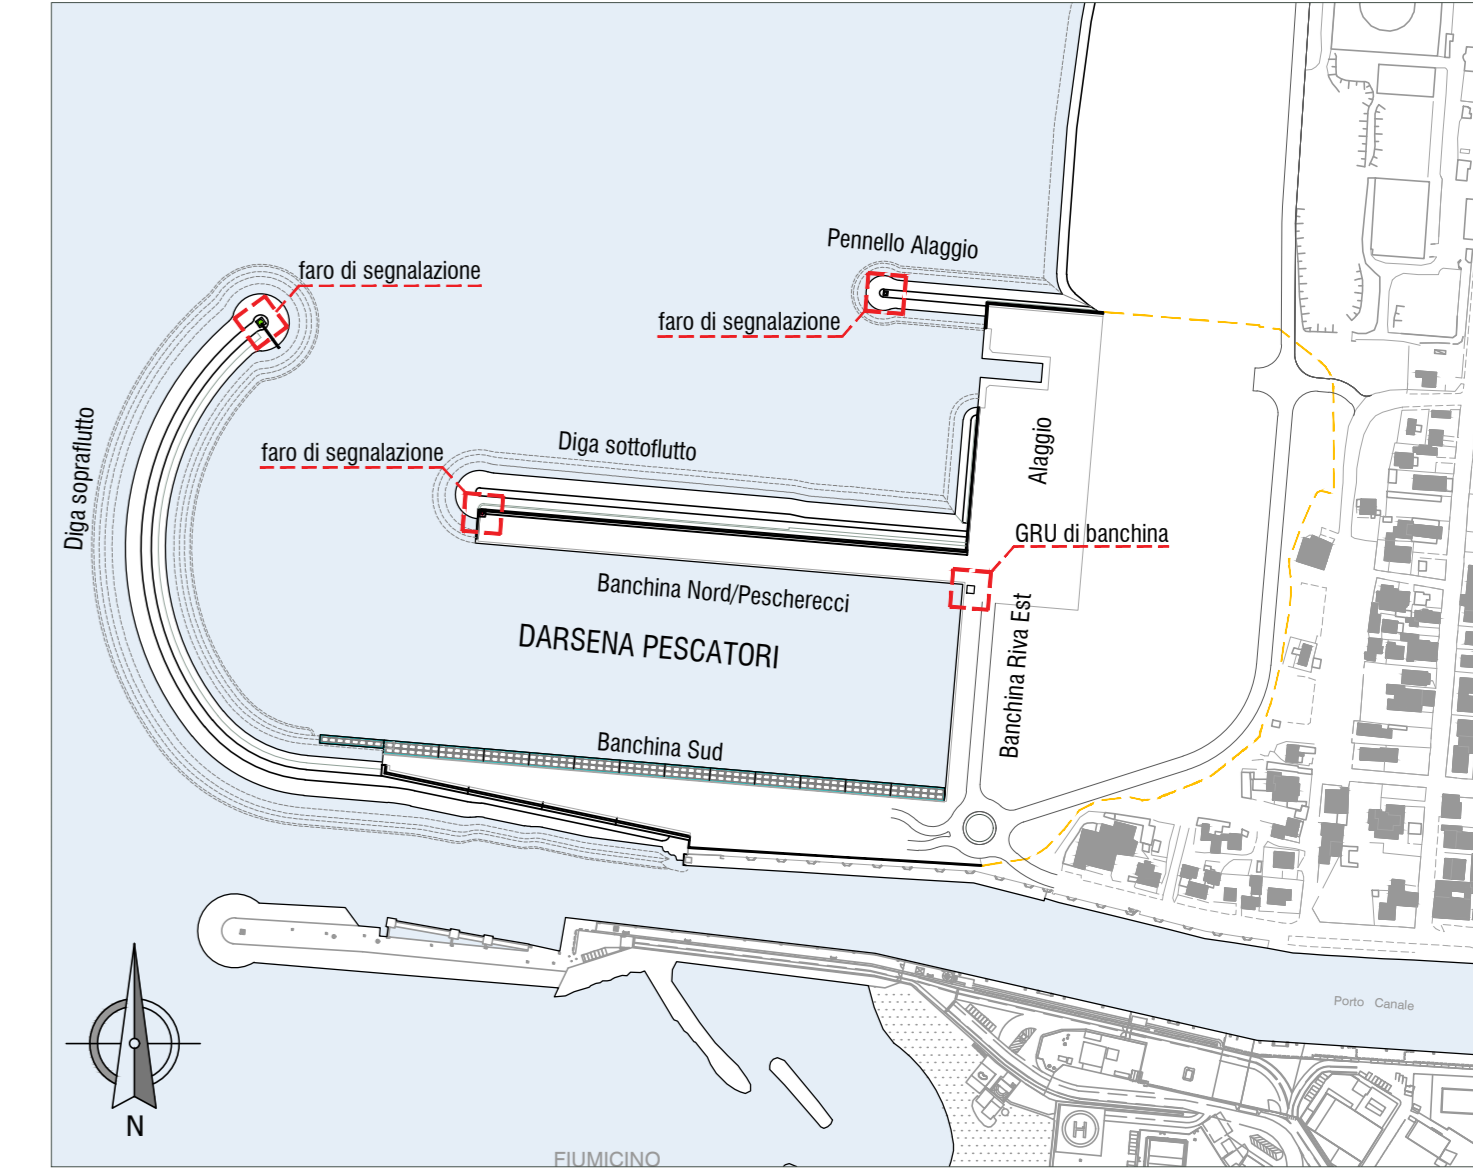 Pennello Alaggio
faro di segnalazione
faro di segnalazione
Diga sopraflutto
faro di segnalazione
Diga sottoflutto
Alaggio
GRU di banchina
Banchina Nord/Pescherecci
DARSENA PESCATORI
Banchina Riva Est
Banchina Sud
Porto Canale
H
N
FIUMICINO